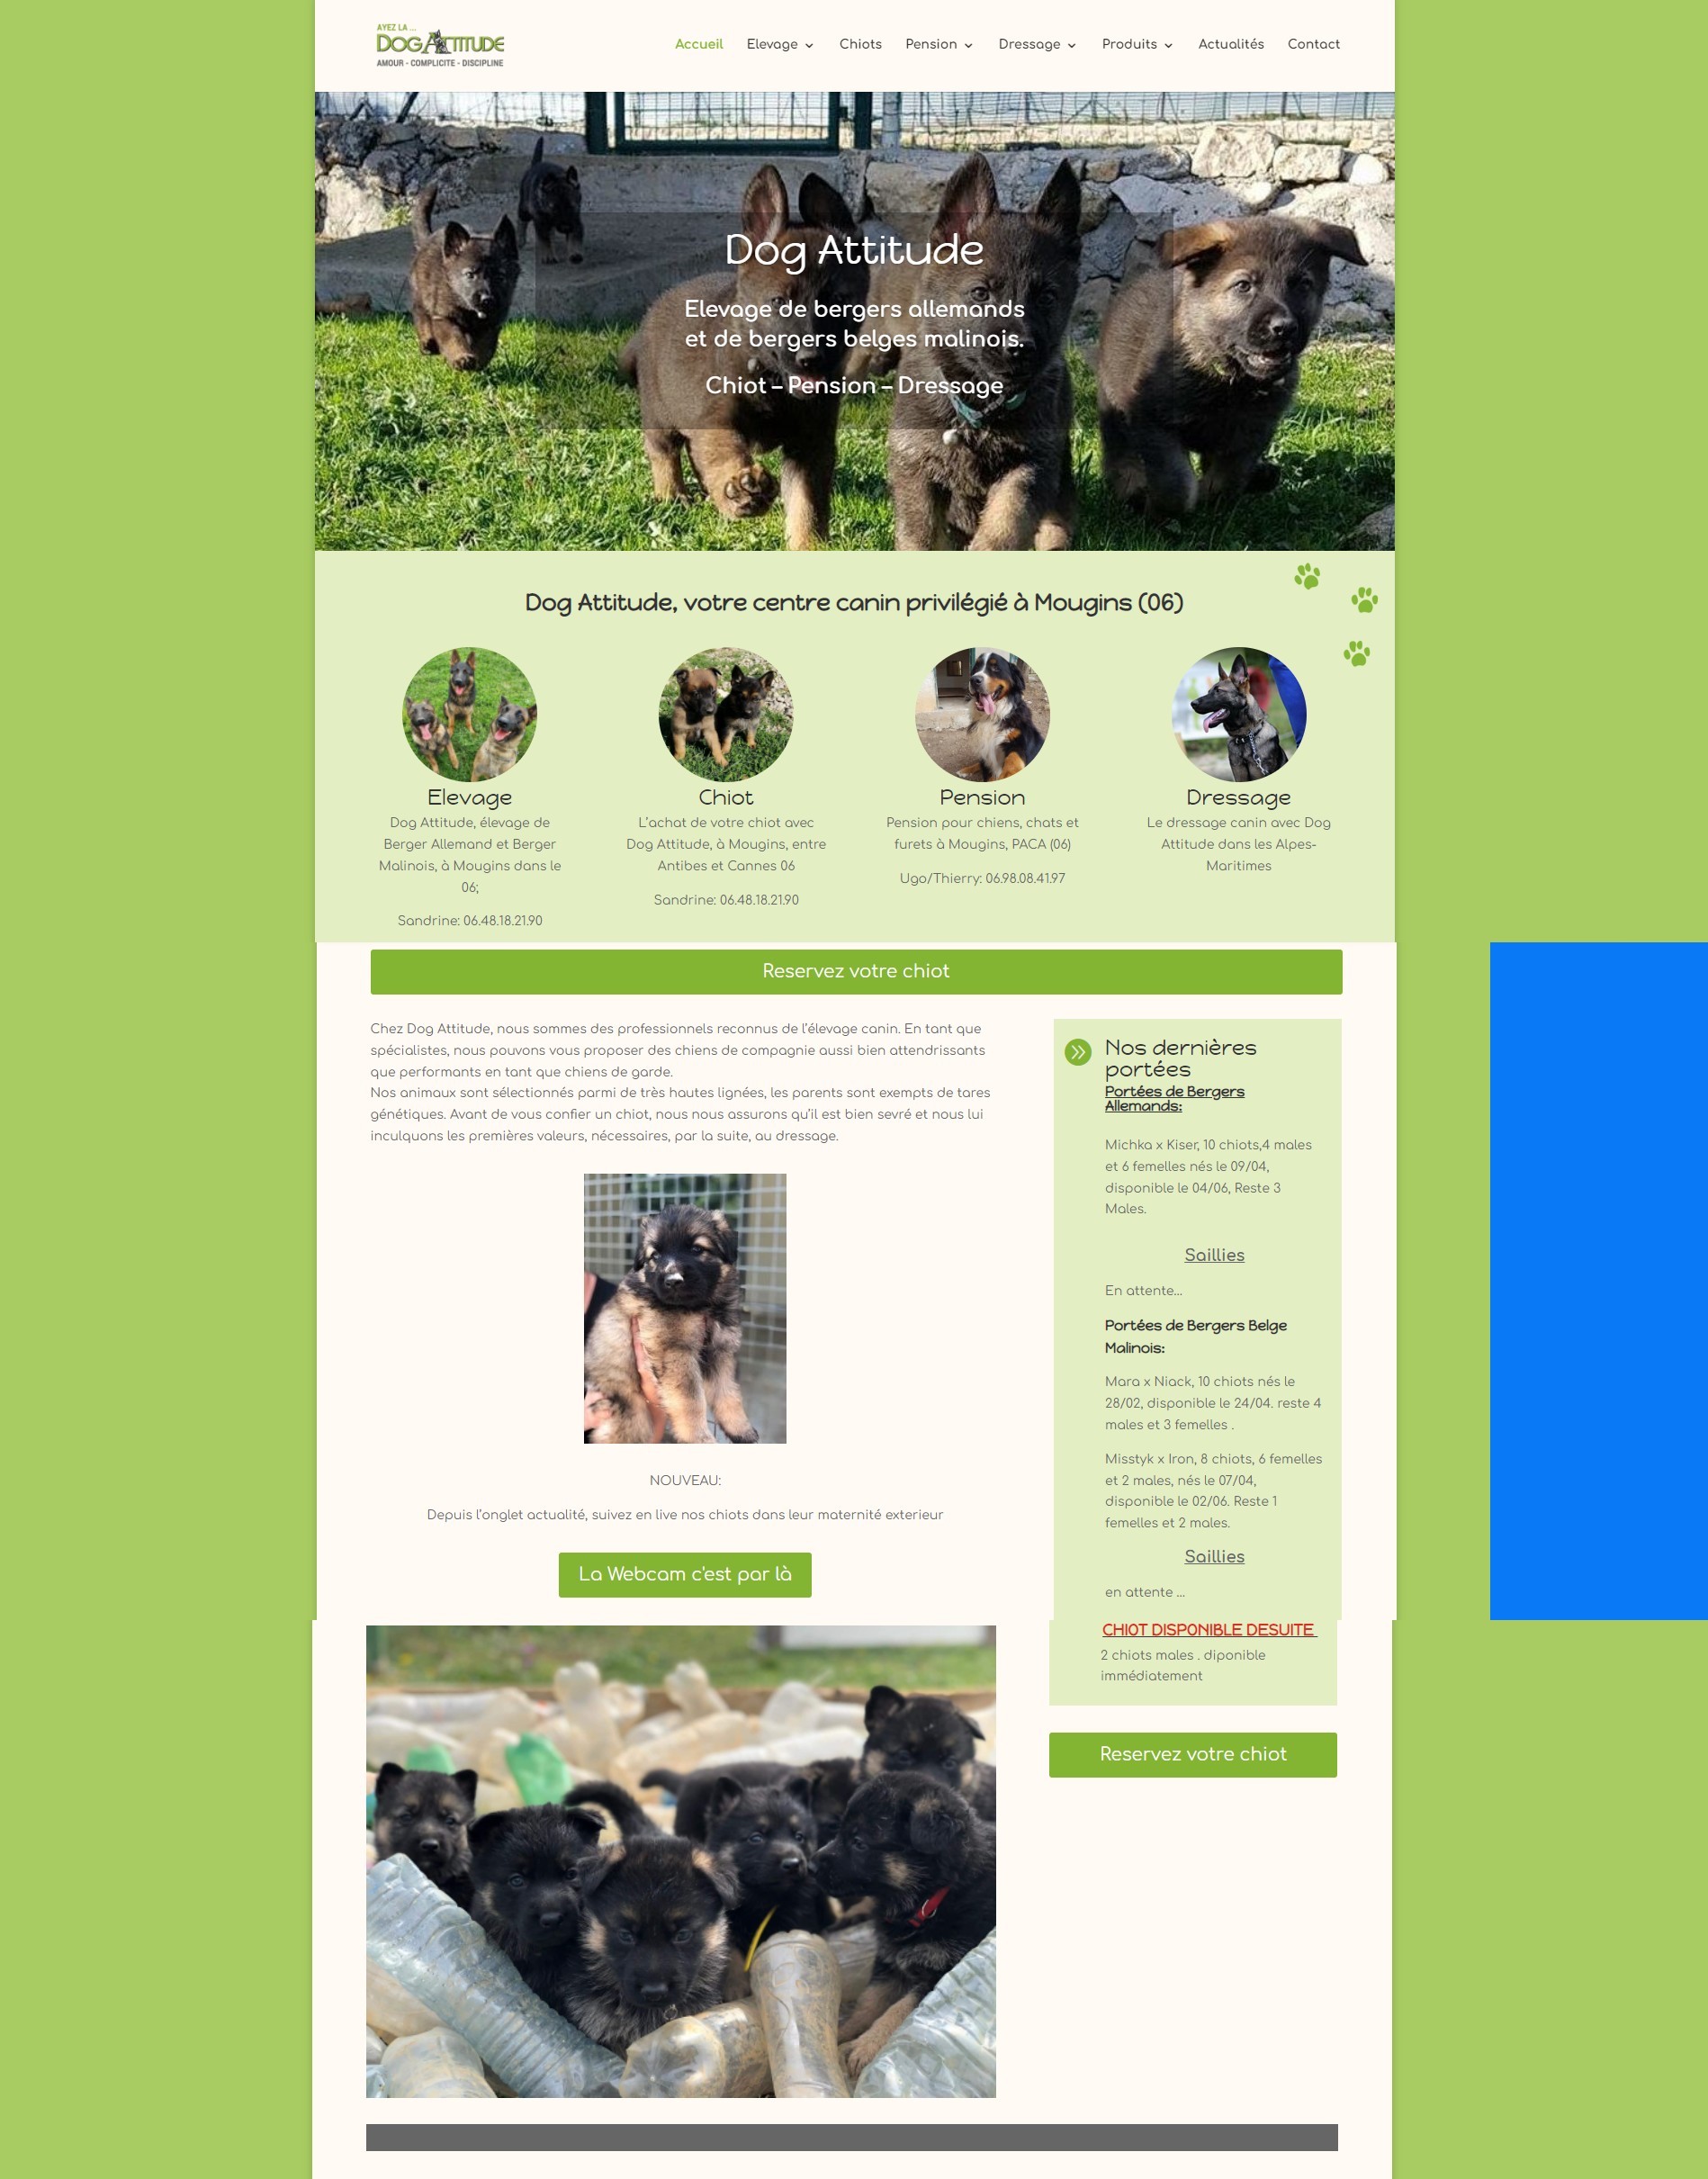 AYEZ LA ...
DOG ATTITUDE
AMOUR - COMPLICITE - DISCIPLINE
Accueil
Elevage
Chiots
Pension
Dressage
Produits
Actualités
Contact
Dog Attitude
Elevage de bergers allemands
et de bergers belges malinois.
Chiot – Pension – Dressage
Dog Attitude, votre centre canin privilégié à Mougins (06)
Elevage
Dog Attitude, élevage de
Berger Allemand et Berger
Malinois, à Mougins dans le
06;
Sandrine: 06.48.18.21.90
Chiot
L'achat de votre chiot avec
Dog Attitude, à Mougins, entre
Antibes et Cannes 06
Sandrine: 06.48.18.21.90
Pension
Pension pour chiens, chats et
furets à Mougins, PACA (06)
Ugo/Thierry: 06.98.08.41.97
Dressage
Le dressage canin avec Dog
Attitude dans les Alpes-
Maritimes
Reservez votre chiot
Chez Dog Attitude, nous sommes des professionnels reconnus de l'élevage canin. En tant que
spécialistes, nous pouvons vous proposer des chiens de compagnie aussi bien attendrissants
que performants en tant que chiens de garde.
Nos animaux sont sélectionnés parmi de très hautes lignées, les parents sont exempts de tares
génétiques. Avant de vous confier un chiot, nous nous assurons qu'il est bien sevré et nous lui
inculquons les premières valeurs, nécessaires, par la suite, au dressage.
NOUVEAU:
Depuis l'onglet actualité, suivez en live nos chiots dans leur maternité exterieur
La Webcam c'est par là
Nos dernières
portées
Portées de Bergers
Allemands:
Michka x Kiser, 10 chiots,4 males
et 6 femelles nés le 09/04,
disponible le 04/06, Reste 3
Males.
Saillies
En attente...
Portées de Bergers Belge
Malinois:
Mara x Niack, 10 chiots nés le
28/02, disponible le 24/04. reste 4
males et 3 femelles .
Misstyk x Iron, 8 chiots, 6 femelles
et 2 males, nés le 07/04,
disponible le 02/06. Reste 1
femelles et 2 males.
Saillies
en attente ...
CHIOT DISPONIBLE DESUITE
2 chiots males . diponible
immédiatement
Reservez votre chiot